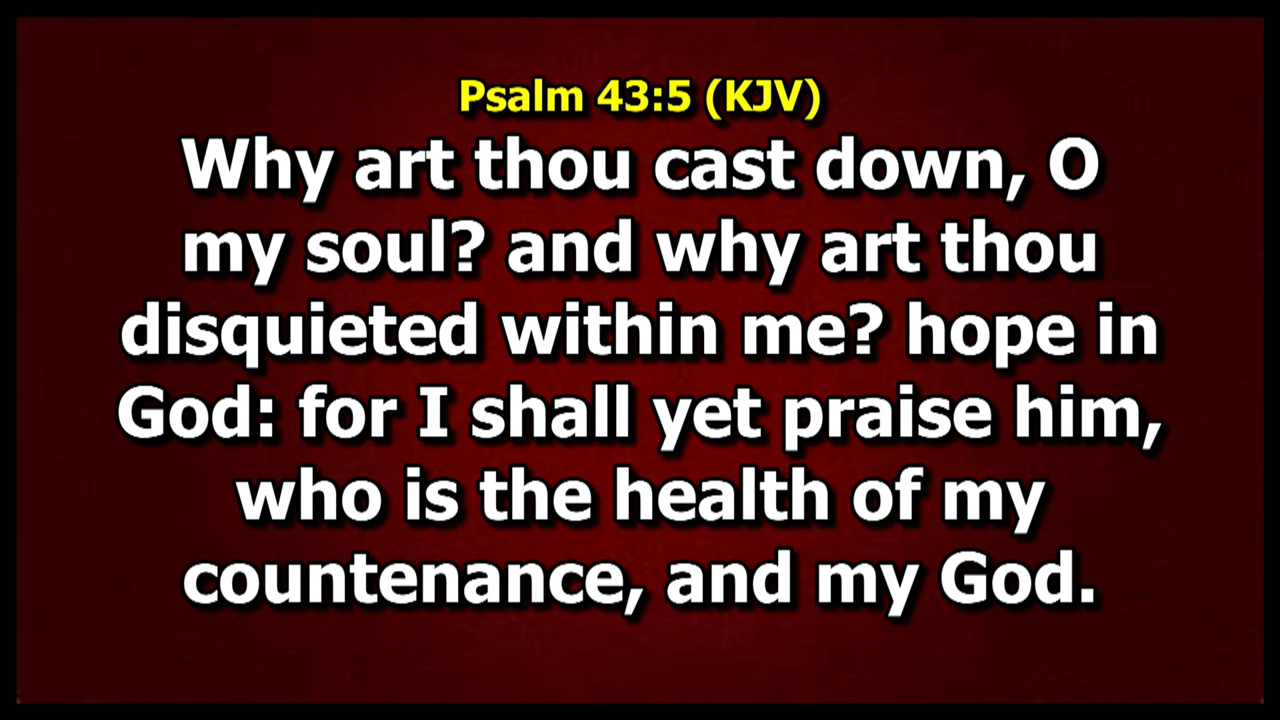 Psalm 43:5 (KJV)
Why art thou cast down, O
my soul? and why art thou
disquieted within me? hope in
God: for I shall yet praise him,
who is the health of my
countenance, and my God.